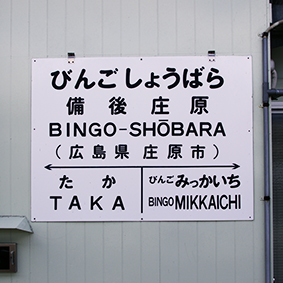 びんごしょうばら
備後庄原
BINGO-SHŌBARA
(広島県庄原市)
たか
TAKA
びんごみっかいち
BINGO MIKKAICHI